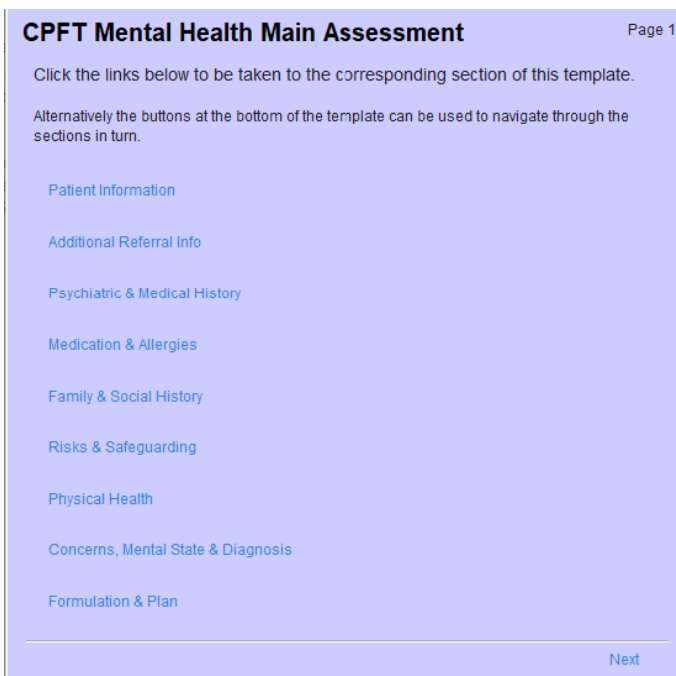 CPFT Mental Health Main Assessment
Page 1
Click the links below to be taken to the corresponding section of this template.
Alternatively the buttons at the bottom of the template can be used to navigate through the
sections in turn.
Patient Information
Additional Referral Info
Psychiatric & Medical History
Medication & Allergies
Family & Social History
Risks & Safeguarding
Physical Health
Concerns, Mental State & Diagnosis
Formulation & Plan
Next